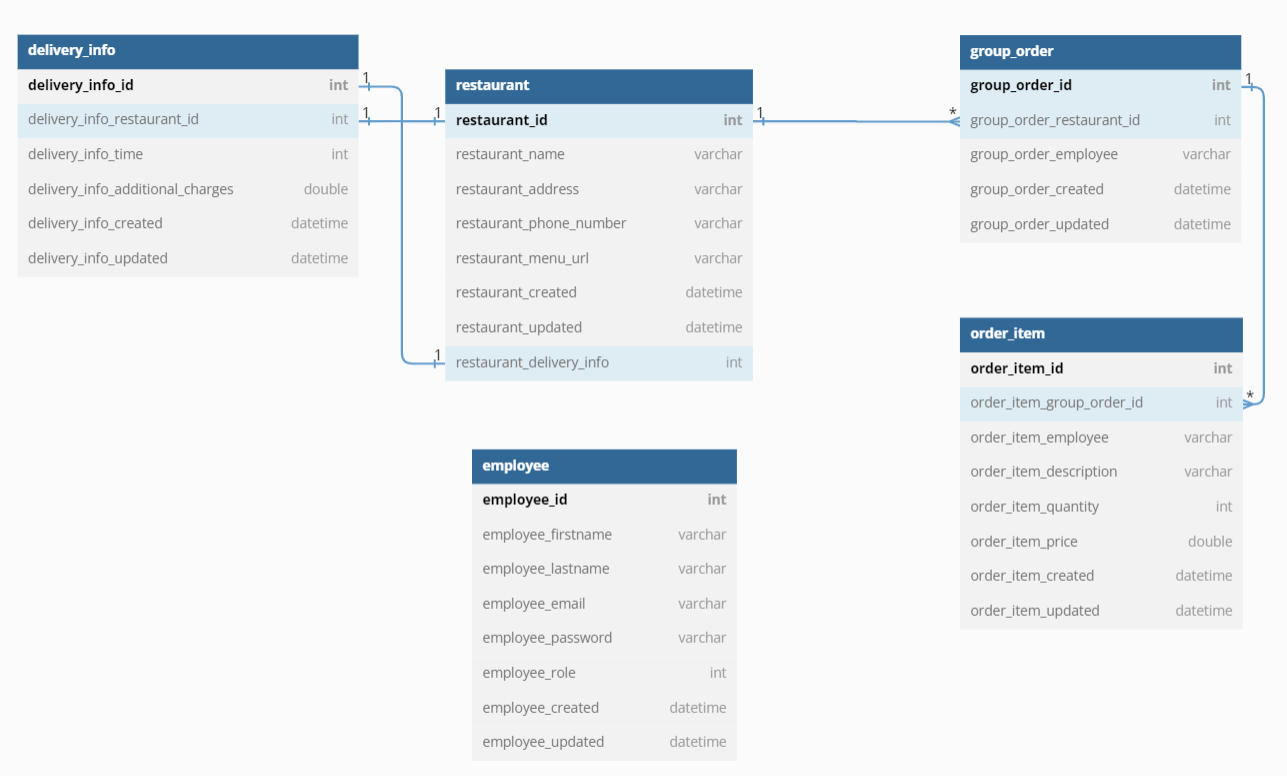 delivery_info
delivery_info_id int
delivery_info_restaurant_id int
delivery_info_time int
delivery_info_additional_charges double
delivery_info_created datetime
delivery_info_updated datetime
1
1
1
1
restaurant
restaurant_id int
restaurant_name varchar
restaurant_address varchar
restaurant_phone_number varchar
restaurant_menu_url varchar
restaurant_created datetime
restaurant_updated datetime
restaurant_delivery_info int
1
*
group_order
group_order_id int
group_order_restaurant_id int
group_order_employee varchar
group_order_created datetime
group_order_updated datetime
1
*
order_item
order_item_id int
order_item_group_order_id int
order_item_employee varchar
order_item_description varchar
order_item_quantity int
order_item_price double
order_item_created datetime
order_item_updated datetime
employee
employee_id int
employee_firstname varchar
employee_lastname varchar
employee_email varchar
employee_password varchar
employee_role int
employee_created datetime
employee_updated datetime